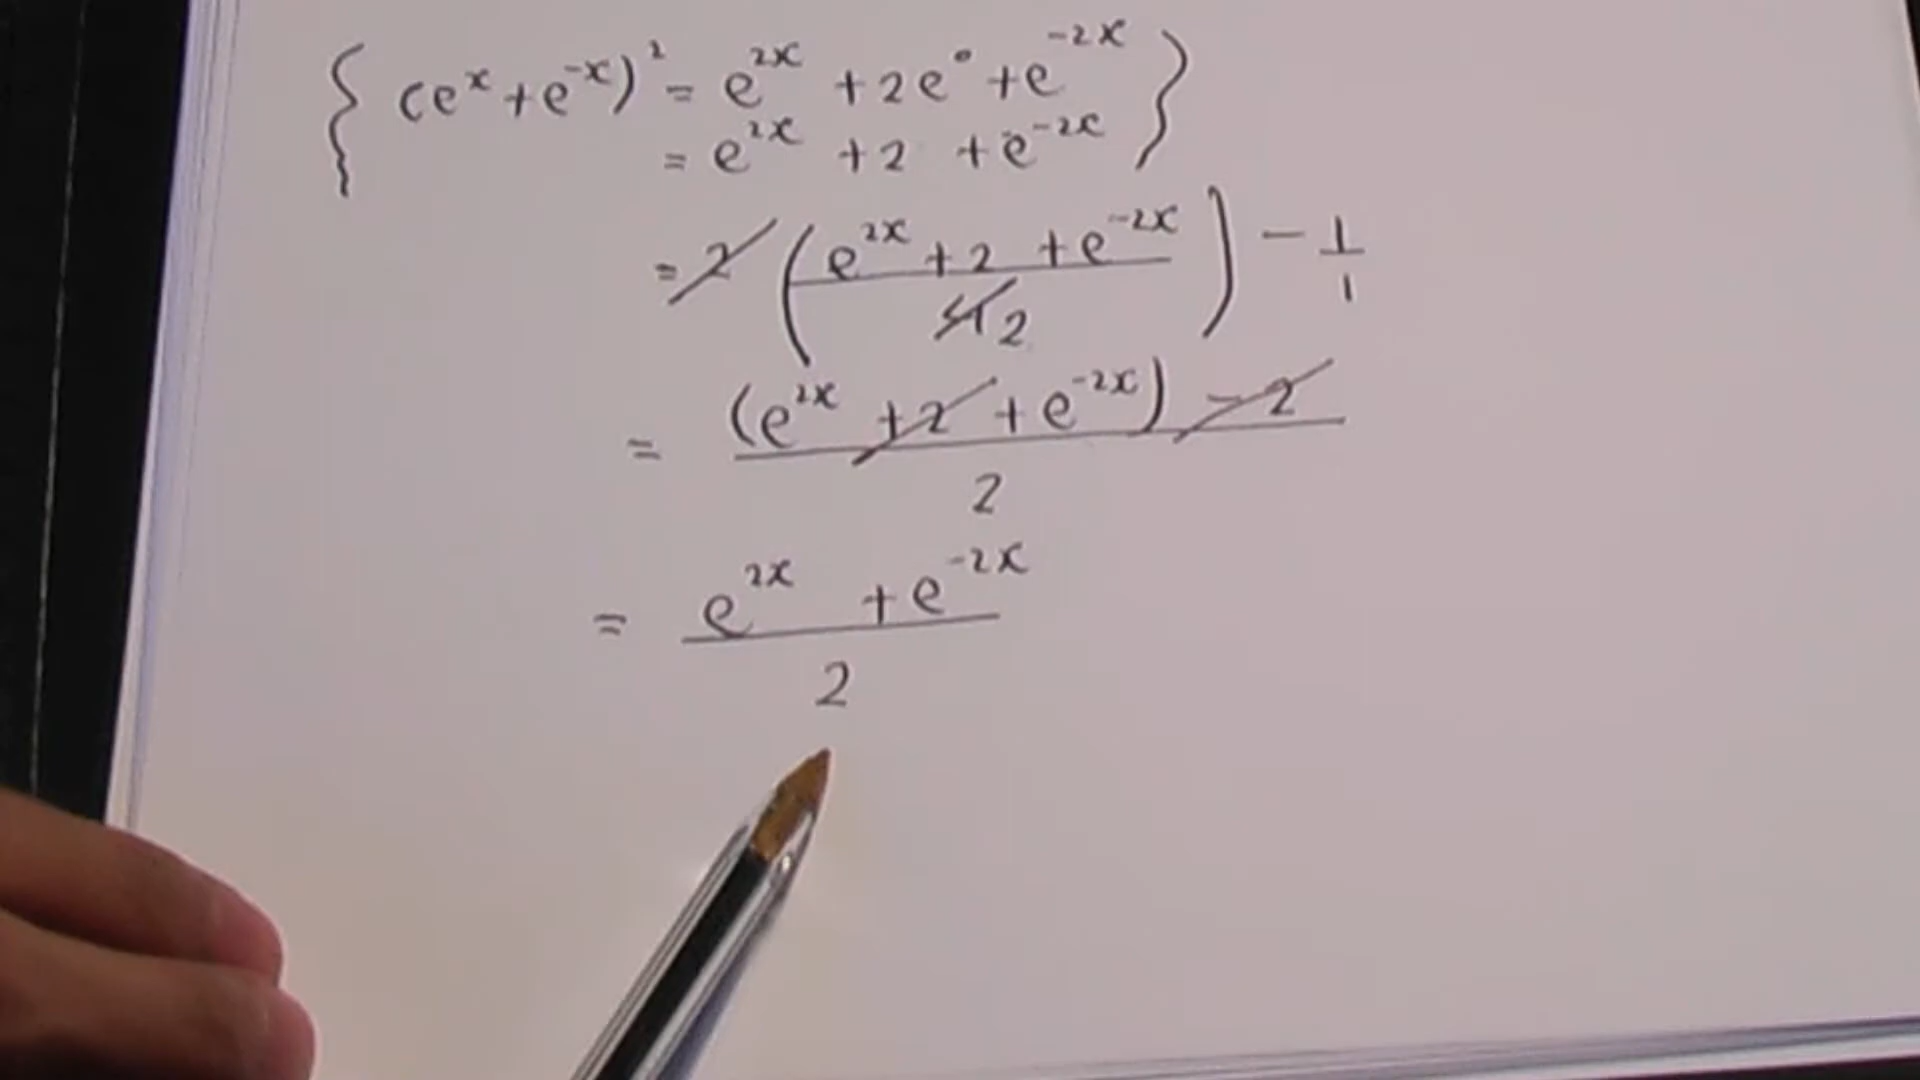 { (e^x + e^-x)^2 = e^2x + 2e^0 + e^-2x }
= e^2x + 2 + e^-2x
= 2 ( (e^2x + 2 + e^-2x) / 4 2 ) - 1/1
= ((e^2x + 2 + e^-2x) - 2) / 2
= (e^2x + e^-2x) / 2